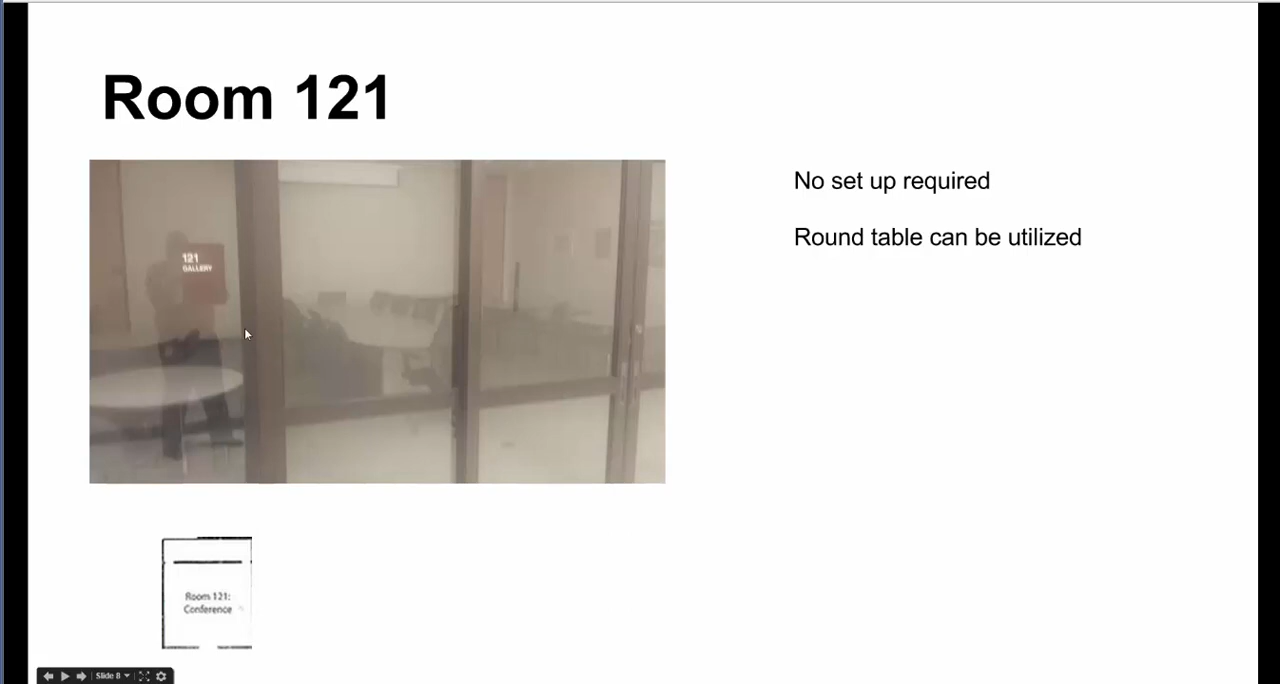 Room 121
No set up required
Round table can be utilized
121
GALLERY
Room 121:
Conference
Slide 8